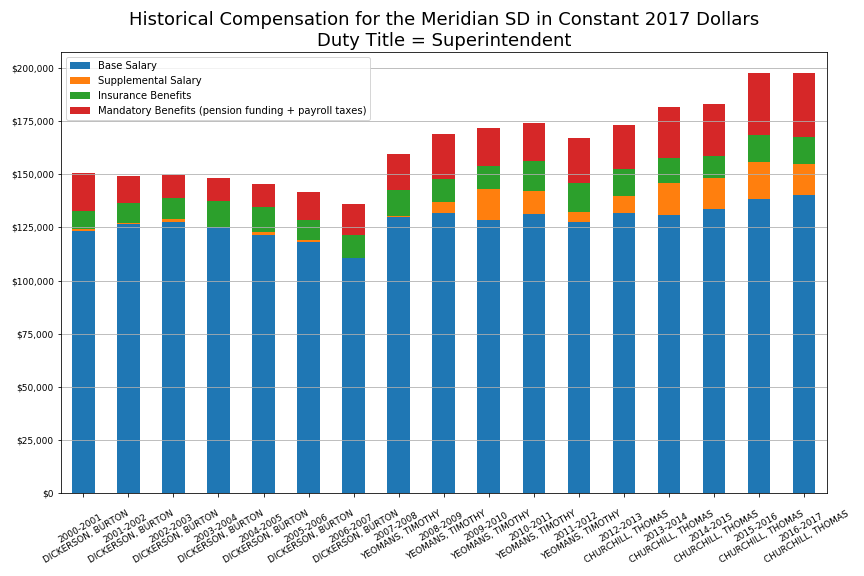 Historical Compensation for the Meridian SD in Constant 2017 Dollars
Duty Title = Superintendent
Base Salary
Supplemental Salary
Insurance Benefits
Mandatory Benefits (pension funding + payroll taxes)
$200,000
$175,000
$150,000
$125,000
$100,000
$75,000
$50,000
$25,000
$0
2000-2001
DICKERSON, BURTON
2001-2002
DICKERSON, BURTON
2002-2003
DICKERSON, BURTON
2003-2004
DICKERSON, BURTON
2004-2005
DICKERSON, BURTON
2005-2006
DICKERSON, BURTON
2006-2007
DICKERSON, BURTON
2007-2008
YEOMANS, TIMOTHY
2008-2009
YEOMANS, TIMOTHY
2009-2010
YEOMANS, TIMOTHY
2010-2011
YEOMANS, TIMOTHY
2011-2012
YEOMANS, TIMOTHY
2012-2013
CHURCHILL, THOMAS
2013-2014
CHURCHILL, THOMAS
2014-2015
CHURCHILL, THOMAS
2015-2016
CHURCHILL, THOMAS
2016-2017
CHURCHILL, THOMAS